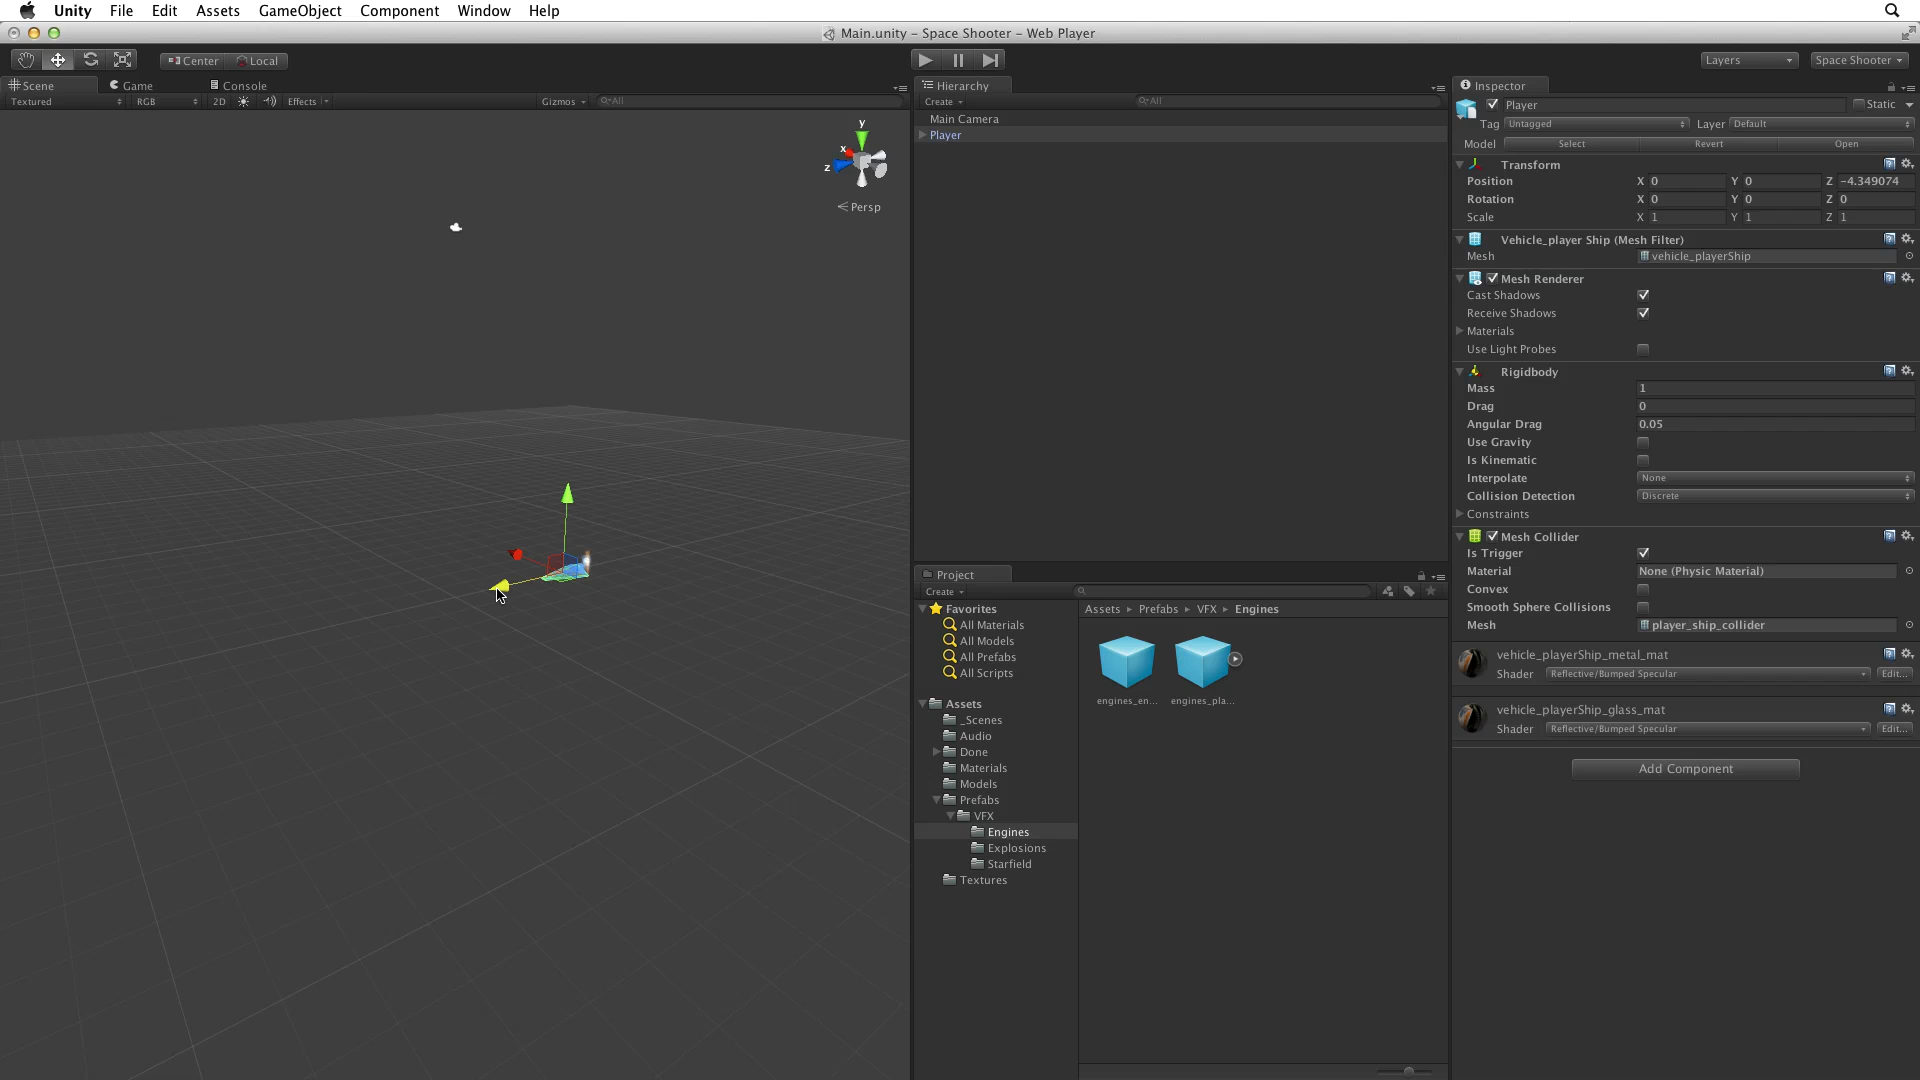 Unity File Edit Assets GameObject Component Window Help
Main.unity – Space Shooter – Web Player
Center Local
Layers
Space Shooter
Scene
Game
Console
Textured
RGB
2D
Effects
Gizmos
All
y
x
z
Persp
Hierarchy
Create
All
Main Camera
Player
Project
Create
Favorites
All Materials
All Models
All Prefabs
All Scripts
Assets
_Scenes
Audio
Done
Materials
Models
Prefabs
VFX
Engines
Explosions
Starfield
Textures
Assets Prefabs VFX Engines
engines_en...
engines_pla...
Inspector
Player
Static
Tag Untagged Layer Default
Model Select Revert Open
Transform
Position X 0 Y 0 Z -4.349074
Rotation X 0 Y 0 Z 0
Scale X 1 Y 1 Z 1
Vehicle_player Ship (Mesh Filter)
Mesh vehicle_playerShip
Mesh Renderer
Cast Shadows
Receive Shadows
Materials
Use Light Probes
Rigidbody
Mass 1
Drag 0
Angular Drag 0.05
Use Gravity
Is Kinematic
Interpolate None
Collision Detection Discrete
Constraints
Mesh Collider
Is Trigger
Material None (Physic Material)
Convex
Smooth Sphere Collisions
Mesh player_ship_collider
vehicle_playerShip_metal_mat
Shader Reflective/Bumped Specular Edit...
vehicle_playerShip_glass_mat
Shader Reflective/Bumped Specular Edit...
Add Component